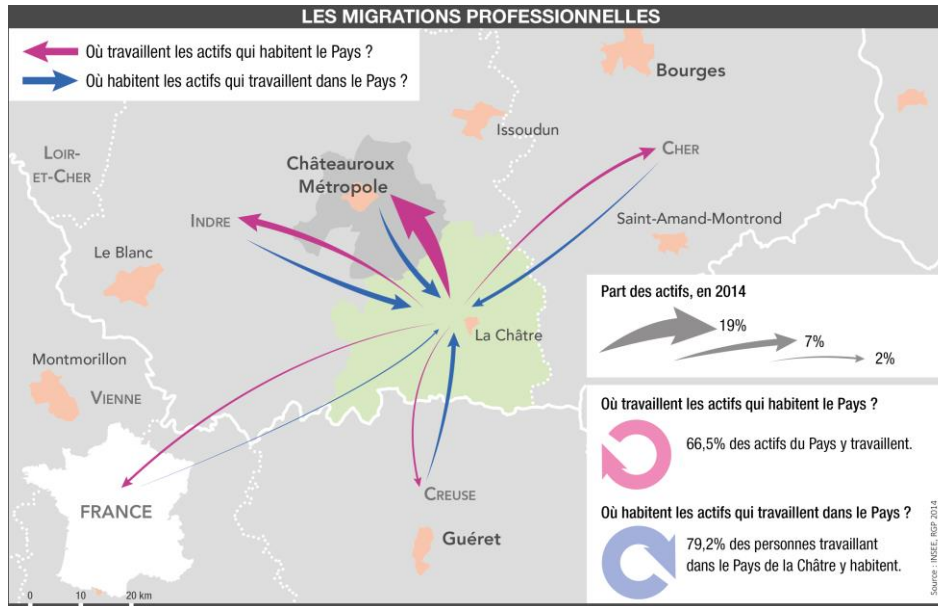 LES MIGRATIONS PROFESSIONNELLES
Où travaillent les actifs qui habitent le Pays ?
Où habitent les actifs qui travaillent dans le Pays ?
Bourges
Issoudun
LOIR-
ET-CHER
CHER
Châteauroux
Métropole
INDRE
Saint-Amand-Montrond
Le Blanc
La Châtre
Montmorillon
VIENNE
Part des actifs, en 2014
19%
7%
2%
Où travaillent les actifs qui habitent le Pays ?
66,5% des actifs du Pays y travaillent.
FRANCE
CREUSE
Guéret
Où habitent les actifs qui travaillent dans le Pays ?
79,2% des personnes travaillant
dans le Pays de la Châtre y habitent.
0 10 20 km
Source : INSEE, RGP 2014